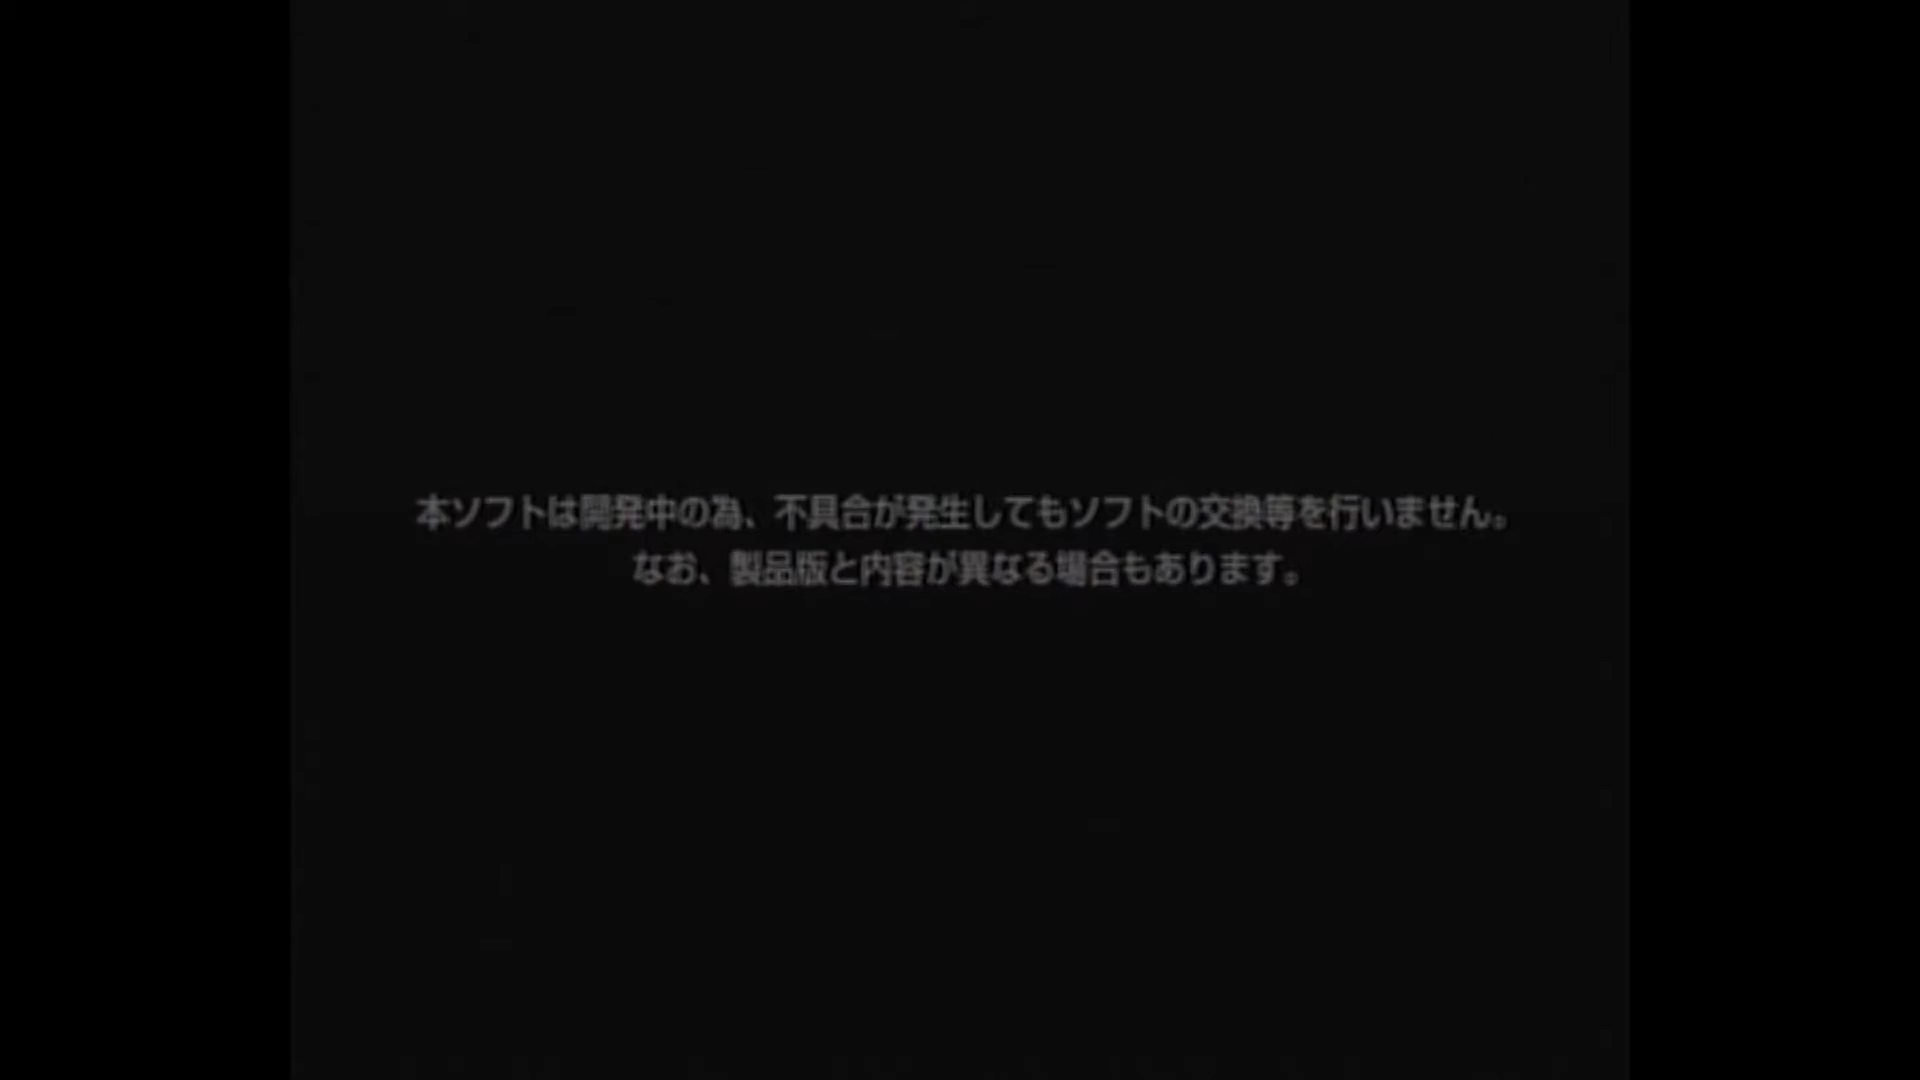 本ソフトは開発中の為、不具合が発生してもソフトの交換等を行いません。
なお、製品版と内容が異なる場合もあります。